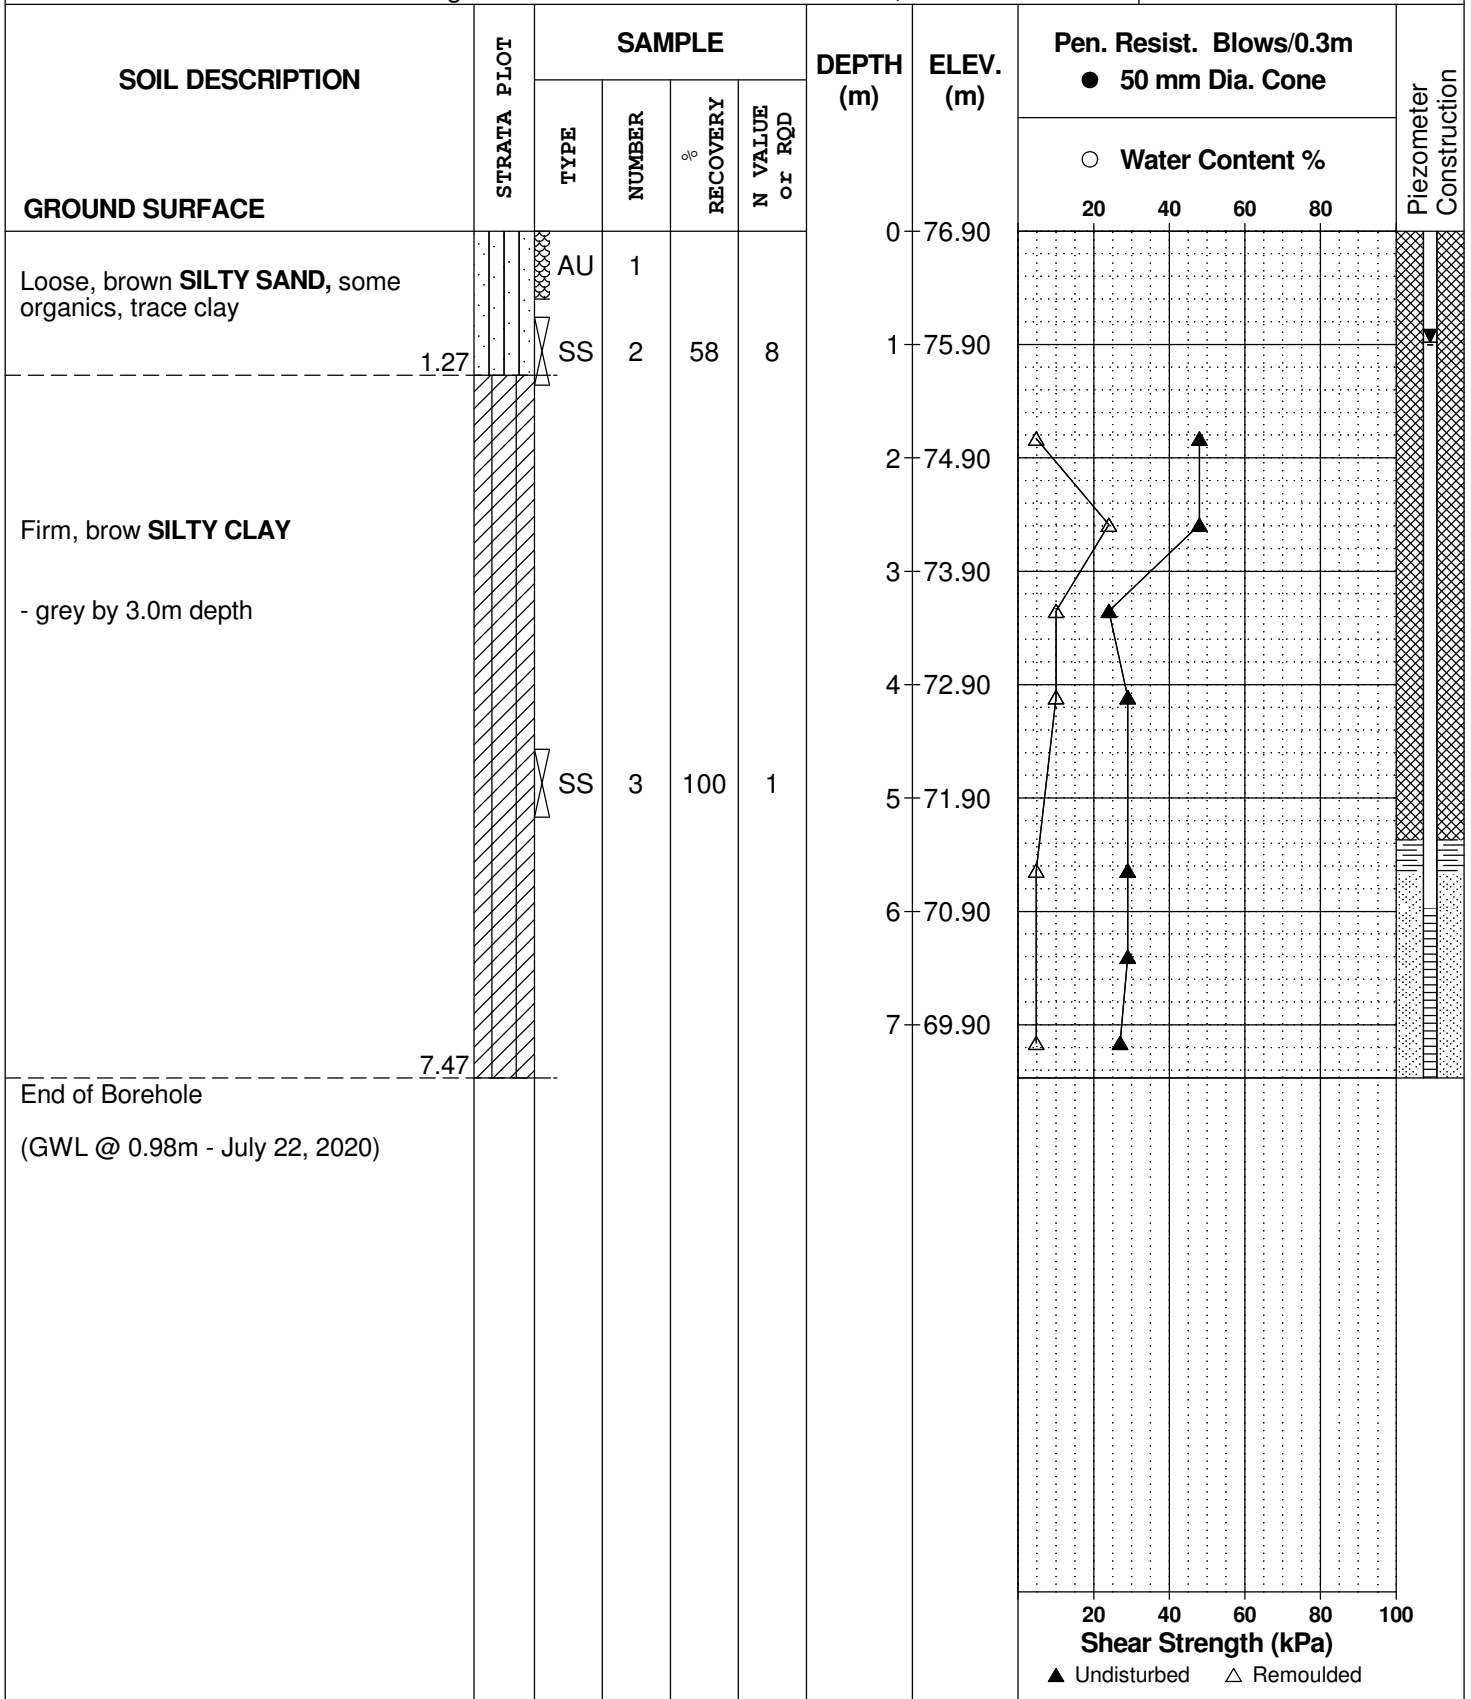 SOIL DESCRIPTION
GROUND SURFACE
STRATA PLOT
SAMPLE
TYPE
NUMBER
%
RECOVERY
N VALUE
or RQD
DEPTH
(m)
ELEV.
(m)
Pen. Resist. Blows/0.3m
● 50 mm Dia. Cone
○ Water Content %
20 40 60 80
Piezometer
Construction
0 76.90
AU 1
Loose, brown SILTY SAND, some
organics, trace clay
1 75.90
SS 2 58 8
1.27
2 74.90
Firm, brow SILTY CLAY
3 73.90
- grey by 3.0m depth
4 72.90
SS 3 100 1
5 71.90
6 70.90
7 69.90
7.47
End of Borehole
(GWL @ 0.98m - July 22, 2020)
20 40 60 80 100
Shear Strength (kPa)
▲ Undisturbed △ Remoulded